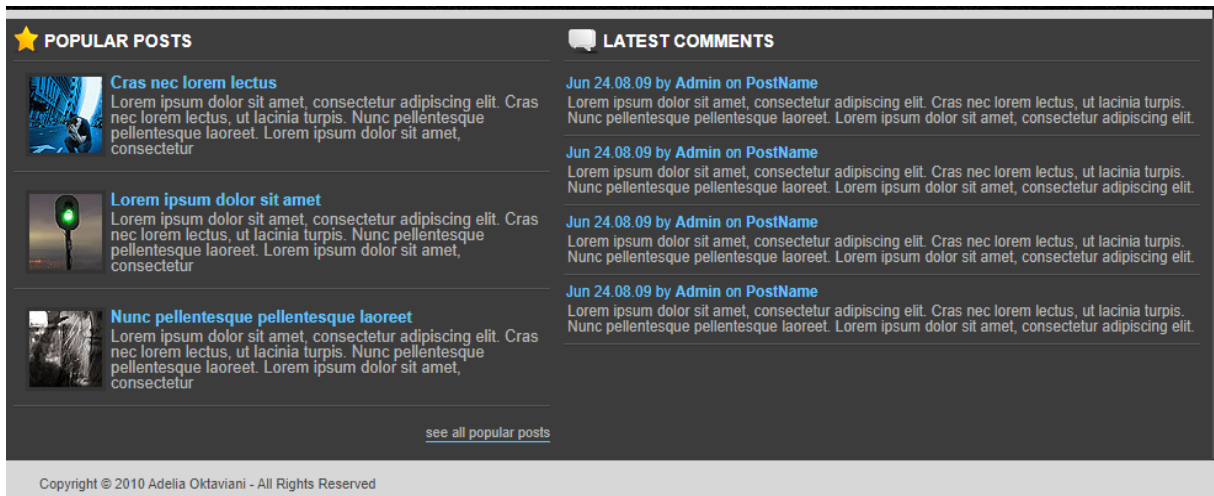 POPULAR POSTS
Cras nec lorem lectus
Lorem ipsum dolor sit amet, consectetur adipiscing elit. Cras
nec lorem lectus, ut lacinia turpis. Nunc pellentesque
pellentesque laoreet. Lorem ipsum dolor sit amet,
consectetur
Lorem ipsum dolor sit amet
Lorem ipsum dolor sit amet, consectetur adipiscing elit. Cras
nec lorem lectus, ut lacinia turpis. Nunc pellentesque
pellentesque laoreet. Lorem ipsum dolor sit amet,
consectetur
Nunc pellentesque pellentesque laoreet
Lorem ipsum dolor sit amet, consectetur adipiscing elit. Cras
nec lorem lectus, ut lacinia turpis. Nunc pellentesque
pellentesque laoreet. Lorem ipsum dolor sit amet,
consectetur
see all popular posts
LATEST COMMENTS
Jun 24.08.09 by Admin on PostName
Lorem ipsum dolor sit amet, consectetur adipiscing elit. Cras nec lorem lectus, ut lacinia turpis.
Nunc pellentesque pellentesque laoreet. Lorem ipsum dolor sit amet, consectetur adipiscing elit.
Jun 24.08.09 by Admin on PostName
Lorem ipsum dolor sit amet, consectetur adipiscing elit. Cras nec lorem lectus, ut lacinia turpis.
Nunc pellentesque pellentesque laoreet. Lorem ipsum dolor sit amet, consectetur adipiscing elit.
Jun 24.08.09 by Admin on PostName
Lorem ipsum dolor sit amet, consectetur adipiscing elit. Cras nec lorem lectus, ut lacinia turpis.
Nunc pellentesque pellentesque laoreet. Lorem ipsum dolor sit amet, consectetur adipiscing elit.
Jun 24.08.09 by Admin on PostName
Lorem ipsum dolor sit amet, consectetur adipiscing elit. Cras nec lorem lectus, ut lacinia turpis.
Nunc pellentesque pellentesque laoreet. Lorem ipsum dolor sit amet, consectetur adipiscing elit.
Copyright © 2010 Adelia Oktaviani - All Rights Reserved